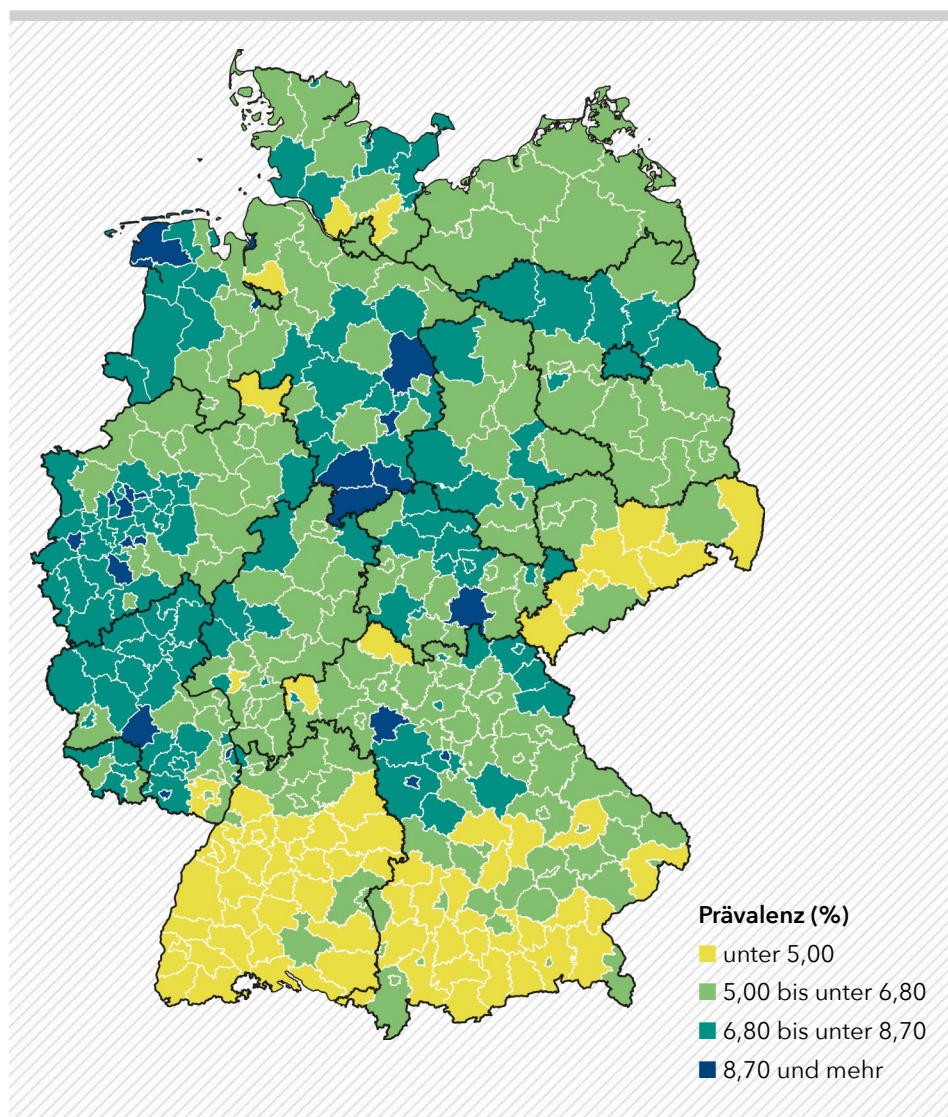 Prävalenz (%)
unter 5,00
5,00 bis unter 6,80
6,80 bis unter 8,70
8,70 und mehr